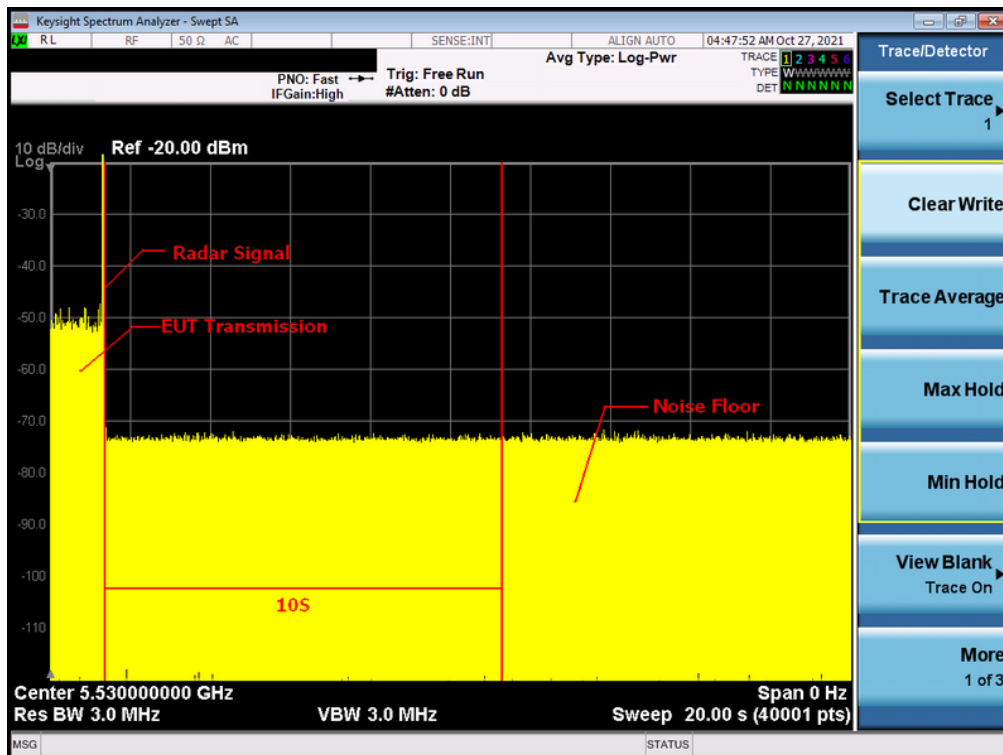 Keysight Spectrum Analyzer - Swept SA
LXI RL RF 50 Ω AC SENSE:INT ALIGN AUTO 04:47:52 AM Oct 27, 2021
Trace/Detector
Avg Type: Log-Pwr
TRACE 1 2 3 4 5 6
PNO: Fast Trig: Free Run
TYPE WWWWWW
IFGain:High #Atten: 0 dB
DET N N N N N N
Select Trace
1
10 dB/div Ref -20.00 dBm
Log
Clear Write
-30.0
Radar Signal
-40.0
Trace Average
-50.0
EUT Transmission
-60.0
Max Hold
Noise Floor
-70.0
-80.0
Min Hold
-90.0
View Blank
Trace On
-100
10S
-110
More
1 of 3
Center 5.530000000 GHz Span 0 Hz
Res BW 3.0 MHz VBW 3.0 MHz Sweep 20.00 s (40001 pts)
MSG STATUS